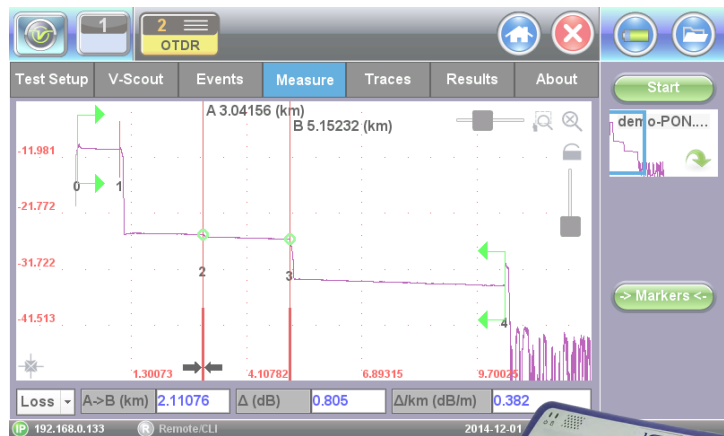 1
2
OTDR
Test Setup V-Scout Events Measure Traces Results About
Start
A 3.04156 (km)
B 5.15232 (km)
demo-PON....
-11.981
0 1
-21.772
-31.722
2 3
-> Markers <-
-41.513
4
1.30073 4.10782 6.89315 9.70025
Loss A->B (km) 2.11076 Δ (dB) 0.805 Δ/km (dB/m) 0.382
IP 192.168.0.133 R Remote/CLI 2014-12-01